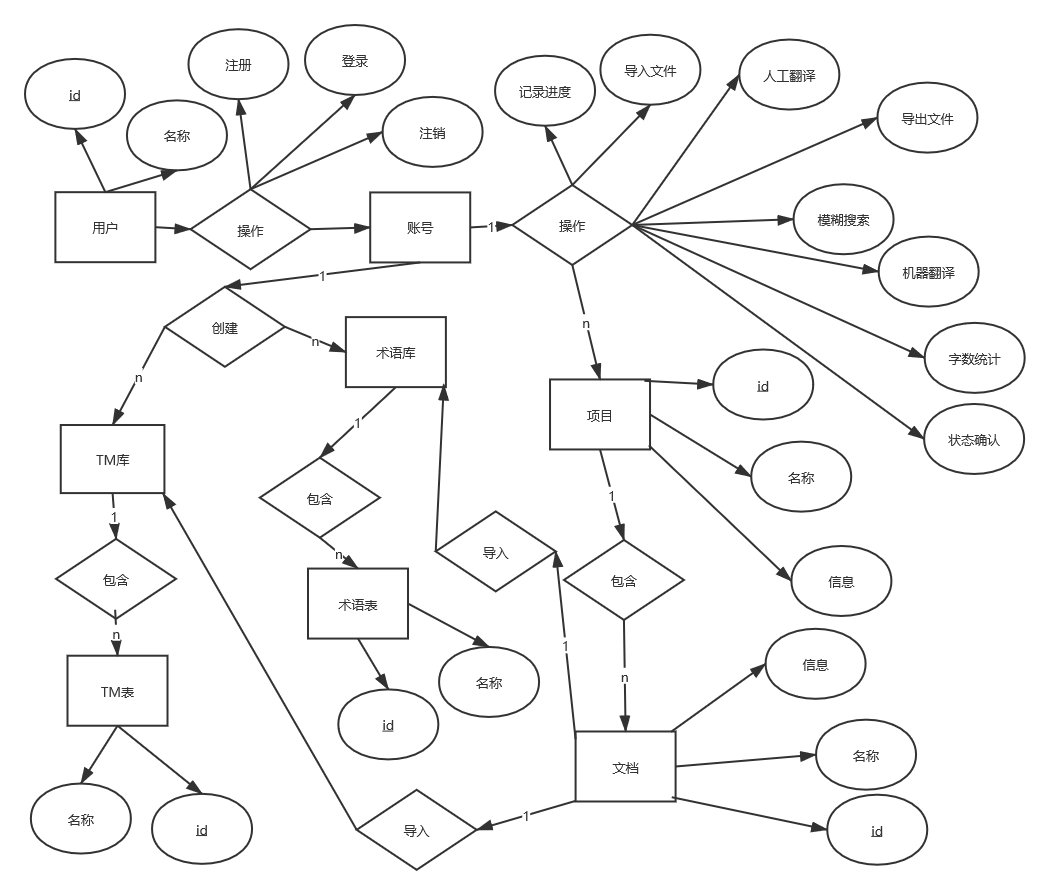 注册
登录
id
名称
注销
用户
操作
账号
1
记录进度
导入文件
人工翻译
导出文件
操作
模糊搜索
机器翻译
字数统计
状态确认
1
创建
n
n
术语库
n
id
项目
名称
TM库
1
1
信息
1
包含
包含
导入
包含
n
n
术语表
1
n
信息
TM表
名称
id
文档
名称
名称
id
导入
1
id